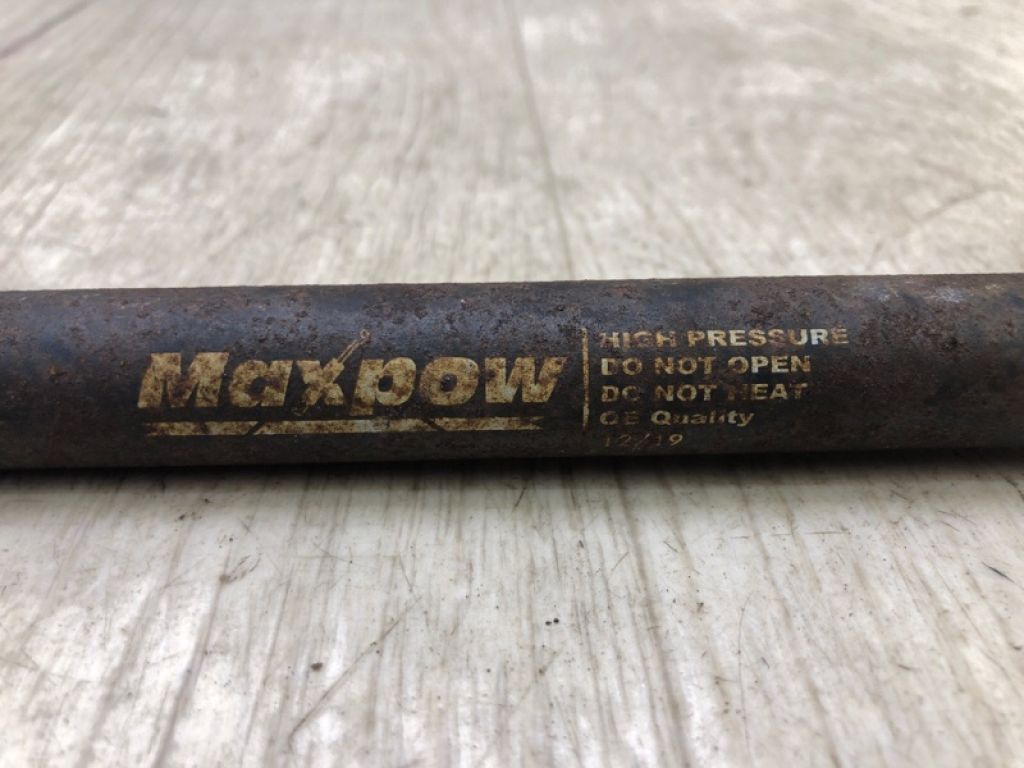 Maxpow
HIGH PRESSURE
DO NOT OPEN
DO NOT HEAT
OE Quality
12/19